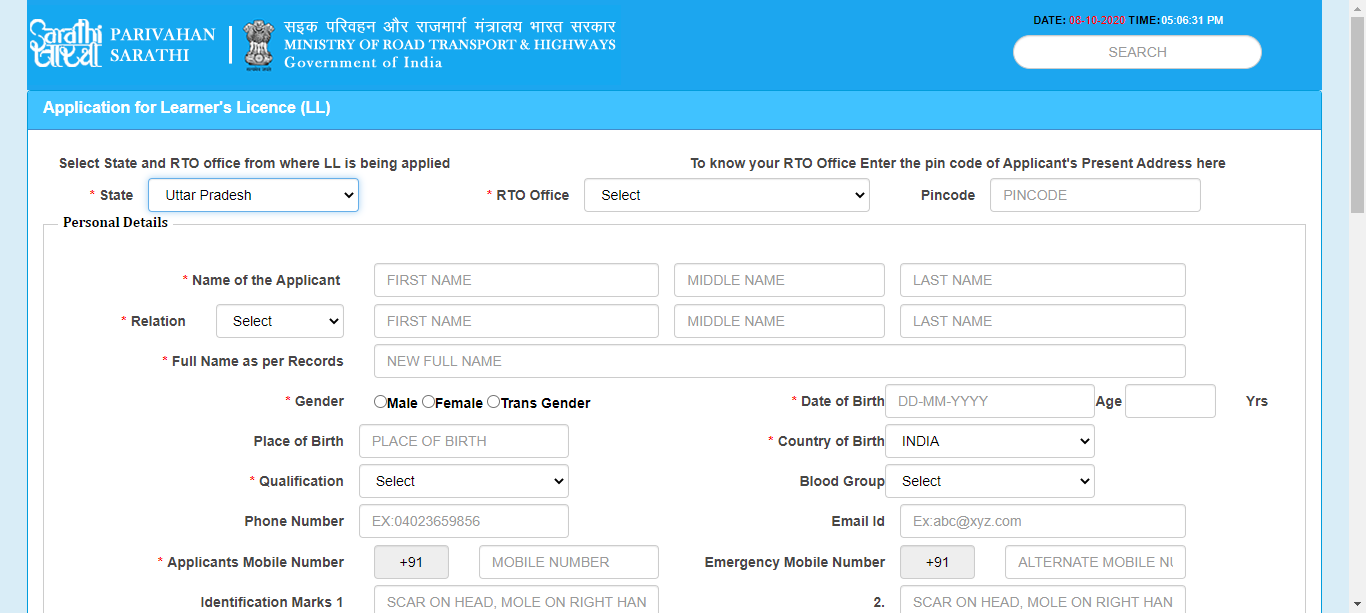 Sarathi सारथी
PARIVAHAN SARATHI
सड़क परिवहन और राजमार्ग मंत्रालय भारत सरकार
MINISTRY OF ROAD TRANSPORT & HIGHWAYS
Government of India
DATE: 08-10-2020 TIME:05:06:31 PM
SEARCH
Application for Learner's Licence (LL)
Select State and RTO office from where LL is being applied To know your RTO Office Enter the pin code of Applicant's Present Address here
* State Uttar Pradesh * RTO Office Select Pincode PINCODE
Personal Details
* Name of the Applicant FIRST NAME MIDDLE NAME LAST NAME
* Relation Select FIRST NAME MIDDLE NAME LAST NAME
* Full Name as per Records NEW FULL NAME
* Gender Male Female Trans Gender * Date of Birth DD-MM-YYYY Age Yrs
Place of Birth PLACE OF BIRTH * Country of Birth INDIA
* Qualification Select Blood Group Select
Phone Number EX:04023659856 Email Id Ex:abc@xyz.com
* Applicants Mobile Number +91 MOBILE NUMBER Emergency Mobile Number +91 ALTERNATE MOBILE NU
Identification Marks 1 SCAR ON HEAD, MOLE ON RIGHT HAN 2. SCAR ON HEAD, MOLE ON RIGHT HAN